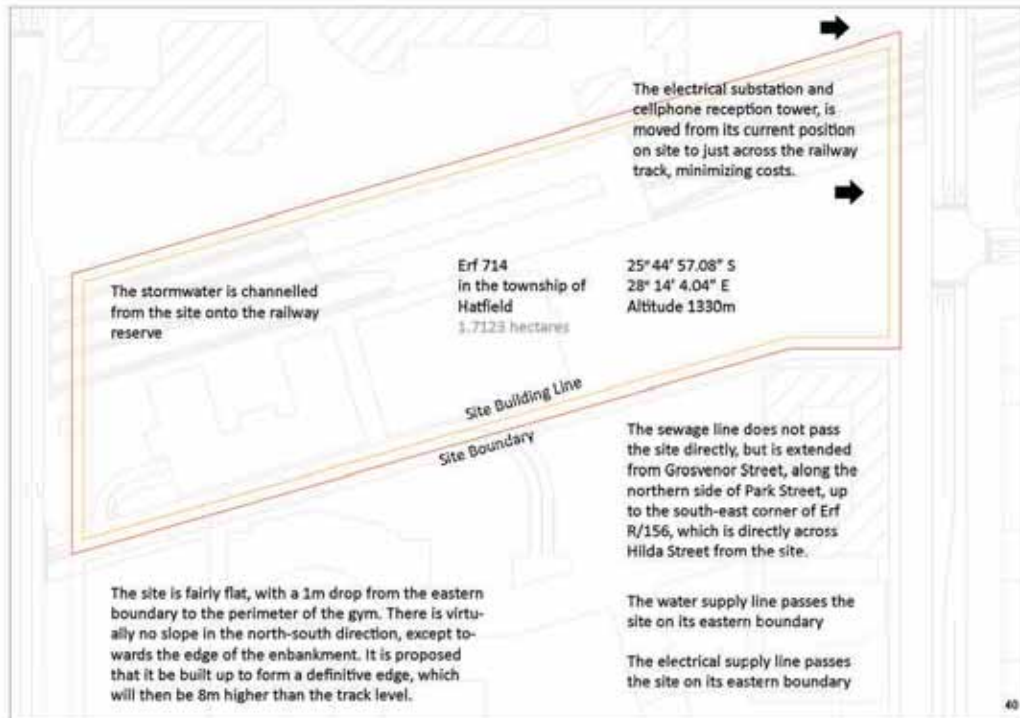 The electrical substation and
cellphone reception tower, is
moved from its current position
on site to just across the railway
track, minimizing costs.
The stormwater is channelled
from the site onto the railway
reserve
Erf 714
in the township of
Hatfield
1.7123 hectares
25° 44' 57.08" S
28° 14' 4.04" E
Altitude 1330m
Site Building Line
Site Boundary
The sewage line does not pass
the site directly, but is extended
from Grosvenor Street, along the
northern side of Park Street, up
to the south-east corner of Erf
R/156, which is directly across
Hilda Street from the site.
The site is fairly flat, with a 1m drop from the eastern
boundary to the perimeter of the gym. There is virtu-
ally no slope in the north-south direction, except to-
wards the edge of the enbankment. It is proposed
that it be built up to form a definitive edge, which
will then be 8m higher than the track level.
The water supply line passes the
site on its eastern boundary
The electrical supply line passes
the site on its eastern boundary
40